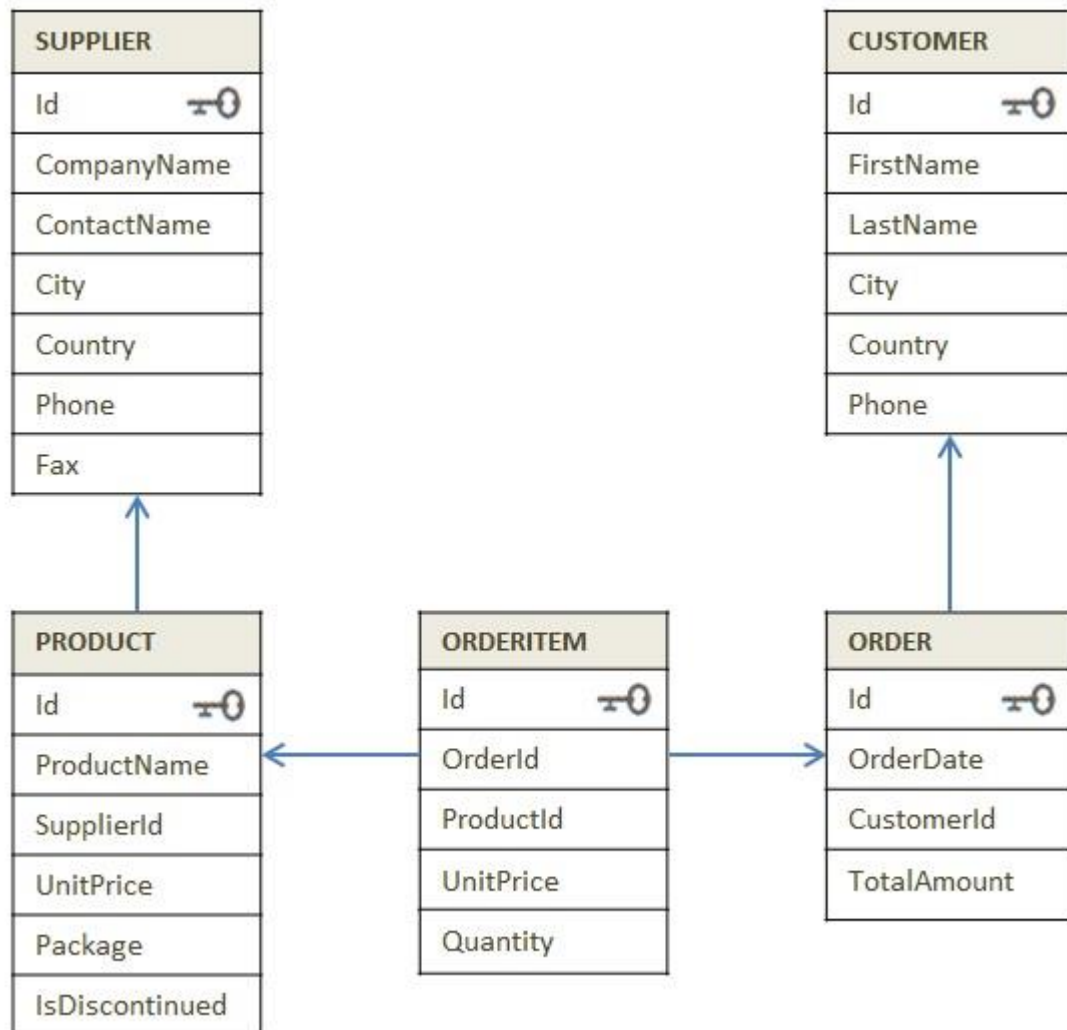 SUPPLIER
Id
CompanyName
ContactName
City
Country
Phone
Fax
CUSTOMER
Id
FirstName
LastName
City
Country
Phone
PRODUCT
Id
ProductName
SupplierId
UnitPrice
Package
IsDiscontinued
ORDERITEM
Id
OrderId
ProductId
UnitPrice
Quantity
ORDER
Id
OrderDate
CustomerId
TotalAmount